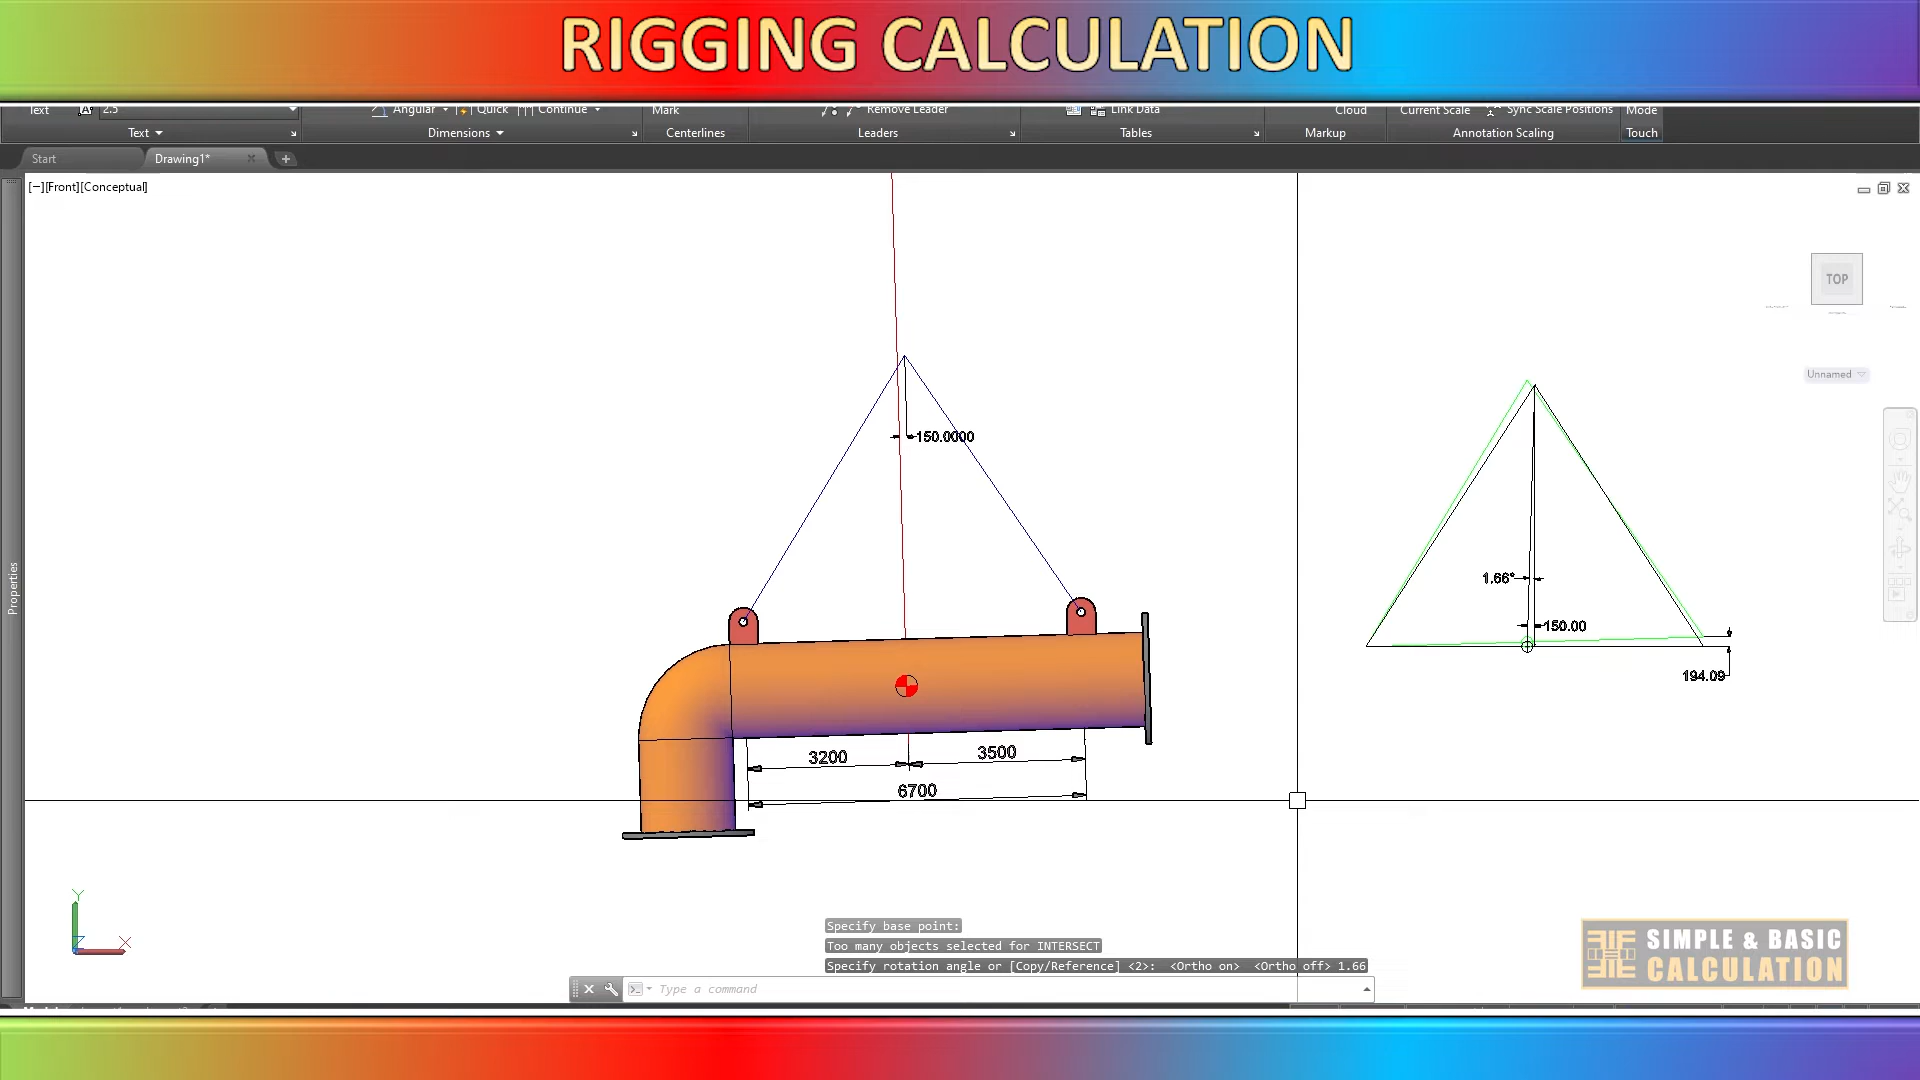 RIGGING CALCULATION
Text 2.5 Angular Quick Continue Mark Remove Leader Link Data Cloud Current Scale Sync Scale Positions Mode
Text Dimensions Centerlines Leaders Tables Markup Annotation Scaling Touch
Start Drawing1*
[−][Front][Conceptual]
TOP
Unnamed
150.0000
1.66°
150.00
194.09
Properties
3200 3500
6700
Y
Z X
Specify base point:
Too many objects selected for INTERSECT
Specify rotation angle or [Copy/Reference] <2>: <Ortho on> <Ortho off> 1.66
Type a command
SIMPLE & BASIC
CALCULATION